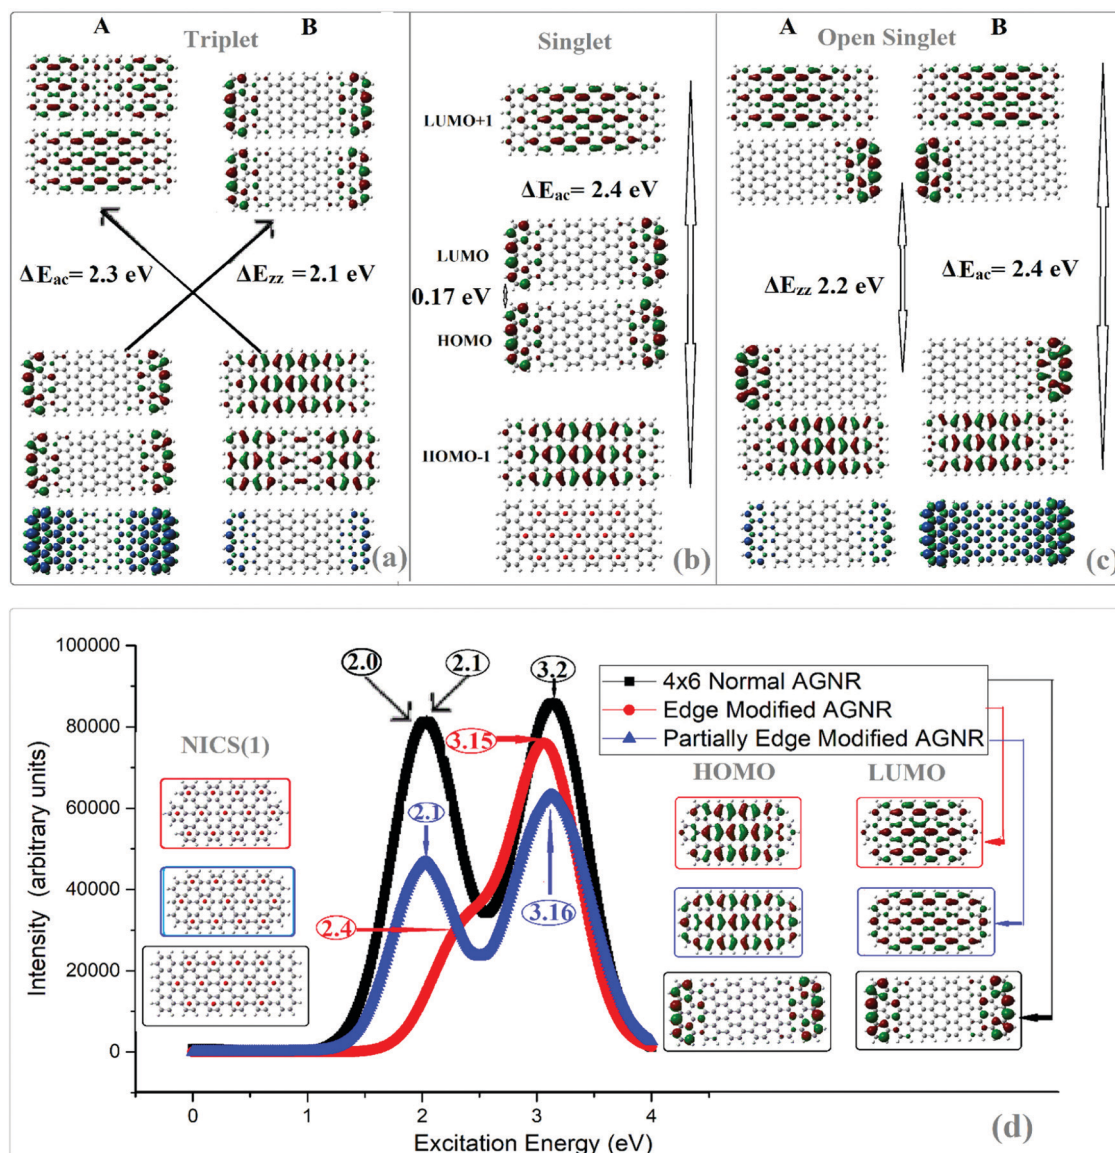 A
Triplet
B
ΔEac= 2.3 eV
ΔEzz = 2.1 eV
(a)
Singlet
LUMO+1
ΔEac= 2.4 eV
LUMO
0.17 eV
HOMO
HOMO-1
(b)
A
Open Singlet
B
ΔEzz 2.2 eV
ΔEac= 2.4 eV
(c)
100000
80000
60000
40000
20000
0
Intensity (arbitrary units)
0
1
2
3
4
Excitation Energy (eV)
NICS(1)
2.0
2.1
3.2
3.15
2.1
2.4
3.16
4x6 Normal AGNR
Edge Modified AGNR
Partially Edge Modified AGNR
HOMO
LUMO
(d)